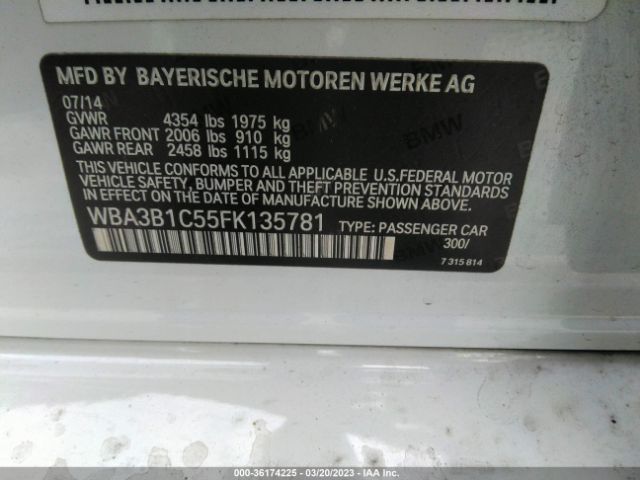 MFD BY BAYERISCHE MOTOREN WERKE AG
07/14
GVWR 4354 lbs 1975 kg
GAWR FRONT 2006 lbs 910 kg
GAWR REAR 2458 lbs 1115 kg
THIS VEHICLE CONFORMS TO ALL APPLICABLE U.S.FEDERAL MOTOR
VEHICLE SAFETY, BUMPER AND THEFT PREVENTION STANDARDS
IN EFFECT ON THE DATE OF MANUFACTURE SHOWN ABOVE.
WBA3B1C55FK135781 TYPE: PASSENGER CAR
300/
7 315 814
BMW
000-36174225 - 03/20/2023 - IAA Inc.